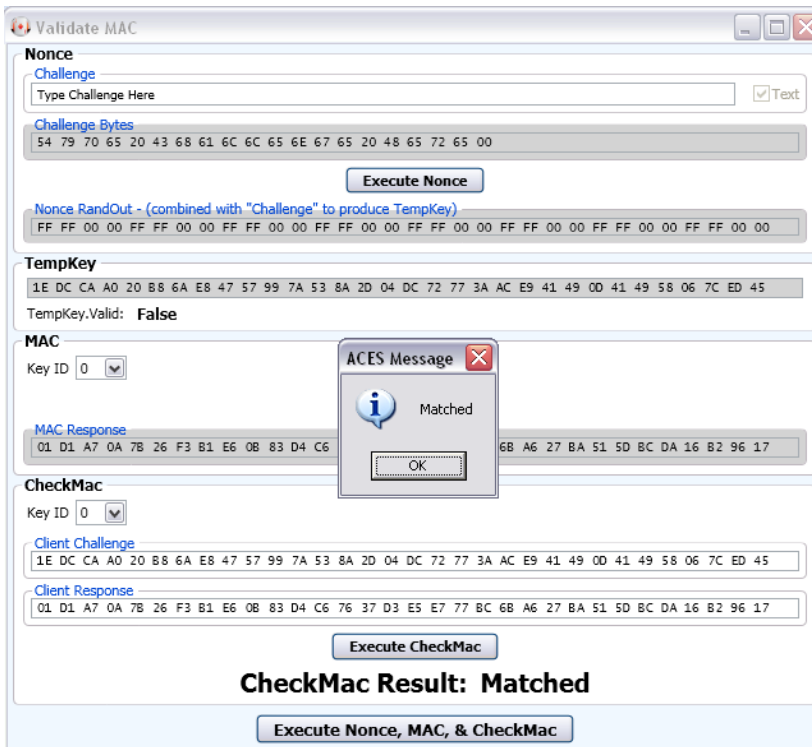 Validate MAC
Nonce
Challenge
Type Challenge Here
Text
Challenge Bytes
54 79 70 65 20 43 68 61 6C 6C 65 6E 67 65 20 48 65 72 65 00
Execute Nonce
Nonce RandOut - (combined with "Challenge" to produce TempKey)
FF FF 00 00 FF FF 00 00 FF FF 00 00 FF FF 00 00 FF FF 00 00 FF FF 00 00 FF FF 00 00 FF FF 00 00
TempKey
1E DC CA A0 20 B8 6A E8 47 57 99 7A 53 8A 2D 04 DC 72 77 3A AC E9 41 49 0D 41 49 58 06 7C ED 45
TempKey.Valid: False
MAC
Key ID 0
ACES Message
Matched
OK
MAC Response
01 D1 A7 0A 7B 26 F3 B1 E6 0B 83 D4 C6 6B A6 27 BA 51 5D BC DA 16 B2 96 17
CheckMac
Key ID 0
Client Challenge
1E DC CA A0 20 B8 6A E8 47 57 99 7A 53 8A 2D 04 DC 72 77 3A AC E9 41 49 0D 41 49 58 06 7C ED 45
Client Response
01 D1 A7 0A 7B 26 F3 B1 E6 0B 83 D4 C6 76 37 D3 E5 E7 77 BC 6B A6 27 BA 51 5D BC DA 16 B2 96 17
Execute CheckMac
CheckMac Result: Matched
Execute Nonce, MAC, & CheckMac